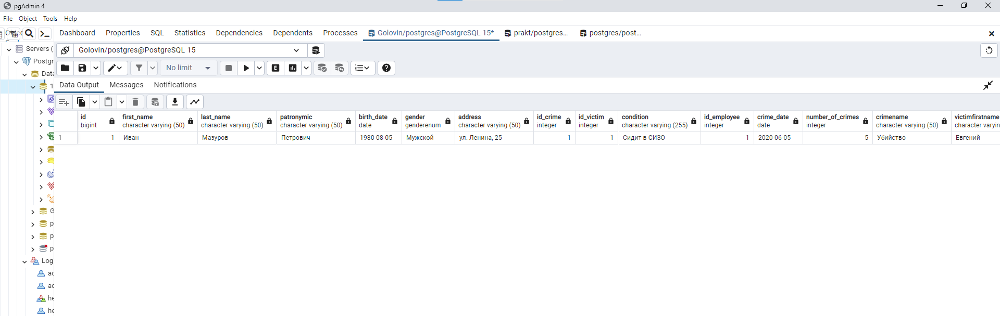 pgAdmin 4
File Object Tools Help
Dashboard Properties SQL Statistics Dependencies Dependents Processes Golovin/postgres@PostgreSQL 15* prakt/postgres... postgres/post...
Servers (
Golovin/postgres@PostgreSQL 15
Postgr
No limit
Data
Data Output Messages Notifications
1
id first_name last_name patronymic birth_date gender address id_crime id_victim condition id_employee crime_date number_of_crimes crimename victimfirstname
bigint character varying (50) character varying (50) character varying (50) date genderenum character varying (50) integer integer character varying (255) integer date integer character varying (50) character varyin
1 1 Иван Мазуров Петрович 1980-08-05 Мужской ул. Ленина, 25 1 1 Сидит в СИЗО 1 2020-06-05 5 Убийство Евгений
G
p
p
p
Log
ac
ac
he
he